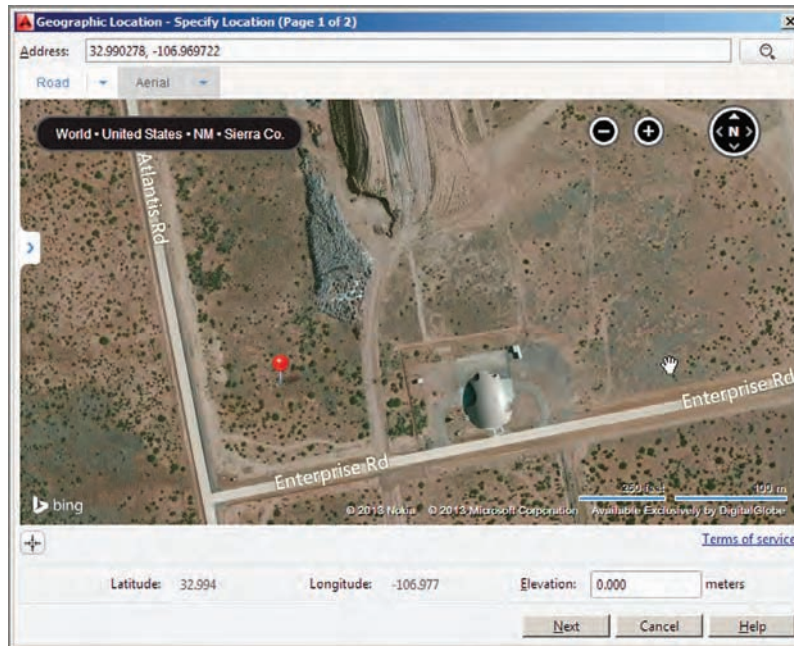 Geographic Location - Specify Location (Page 1 of 2)
Address: 32.990278, -106.969722
Road Aerial
World • United States • NM • Sierra Co.
N
Atlantis Rd
Enterprise Rd
Enterprise Rd
250 feet 100 m
bing
© 2013 Nokia © 2013 Microsoft Corporation Available Exclusively by DigitalGlobe
Terms of service
Latitude: 32.994 Longitude: -106.977 Elevation: 0.000 meters
Next Cancel Help